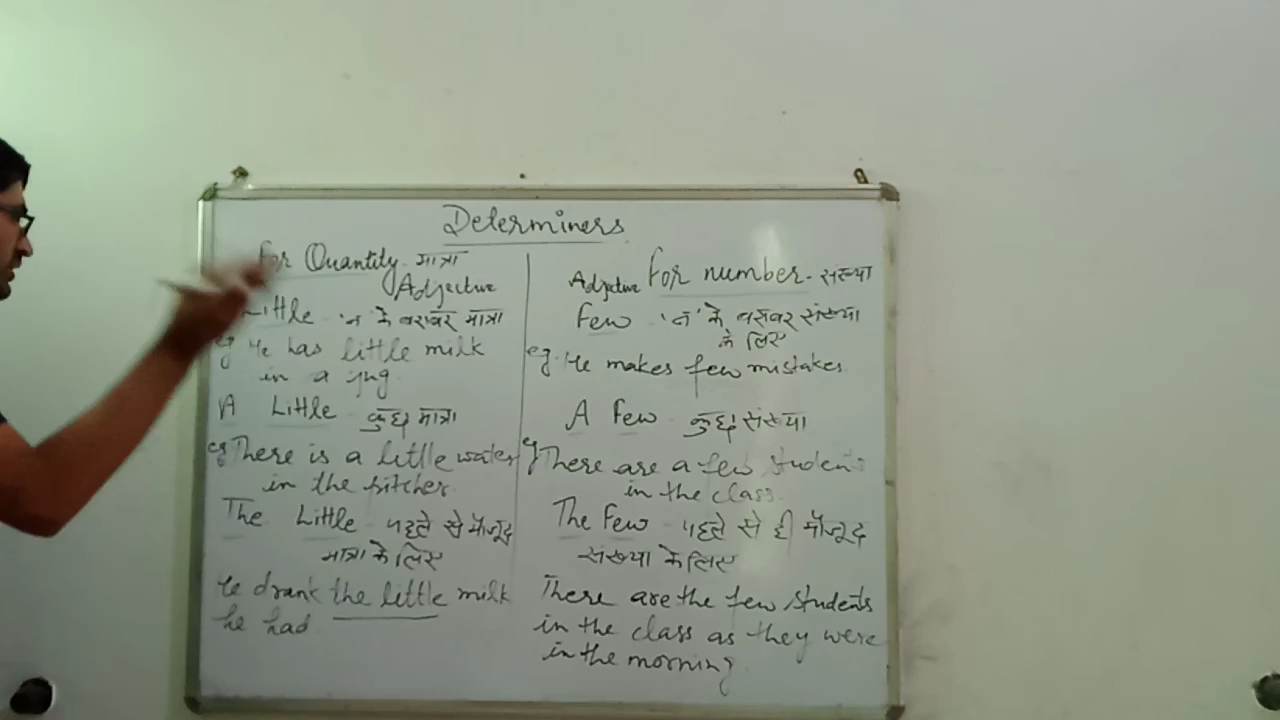 Determiners
For Quantity - मात्रा
Adjective
Little 'न' के बराबर मात्रा
eg He has little milk
in a jug.
A Little कुछ मात्रा
eg There is a little water
in the pitcher.
The Little पहले से मौजूद
मात्रा के लिए
He drank the little milk
he had
Adjective For number - संख्या
Few 'न' के बराबर संख्या
के लिए
eg. He makes few mistakes.
A Few कुछ संख्या
eg There are a few students
in the class.
The Few पहले से ही मौजूद
संख्या के लिए
There are the few students
in the class as they were
in the morning.